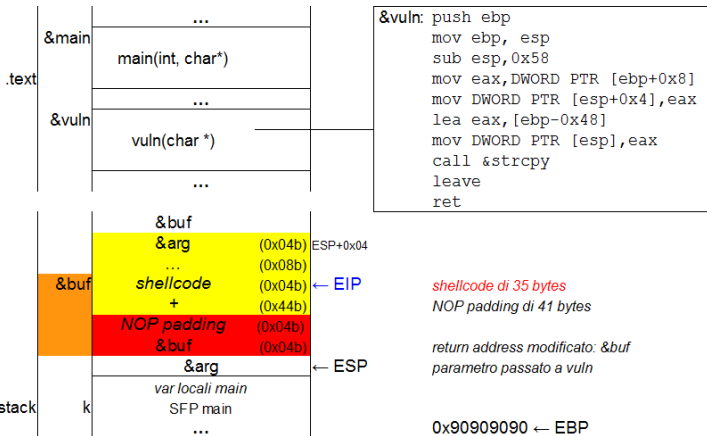 ...
&main
main(int, char*)
.text
...
&vuln
vuln(char *)
...
&vuln: push ebp
mov ebp, esp
sub esp,0x58
mov eax,DWORD PTR [ebp+0x8]
mov DWORD PTR [esp+0x4],eax
lea eax,[ebp-0x48]
mov DWORD PTR [esp],eax
call &strcpy
leave
ret
&buf
&arg (0x04b) ESP+0x04
... (0x08b)
&buf shellcode (0x04b) ← EIP shellcode di 35 bytes
+ (0x44b) NOP padding di 41 bytes
NOP padding (0x04b)
&buf (0x04b) return address modificato: &buf
&arg ← ESP parametro passato a vuln
var locali main
stack k SFP main
... 0x90909090 ← EBP